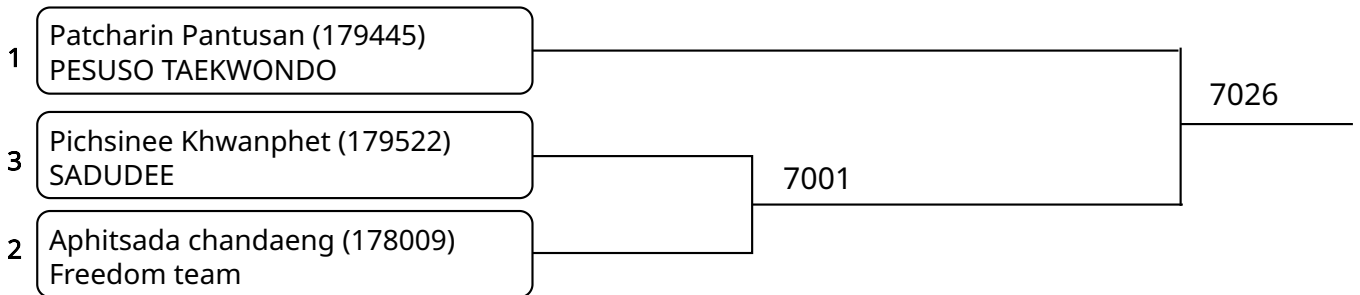 1
Patcharin Pantusan (179445)
PESUSO TAEKWONDO
7026
3
Pichsinee Khwanphet (179522)
SADUDEE
7001
2
Aphitsada chandaeng (178009)
Freedom team